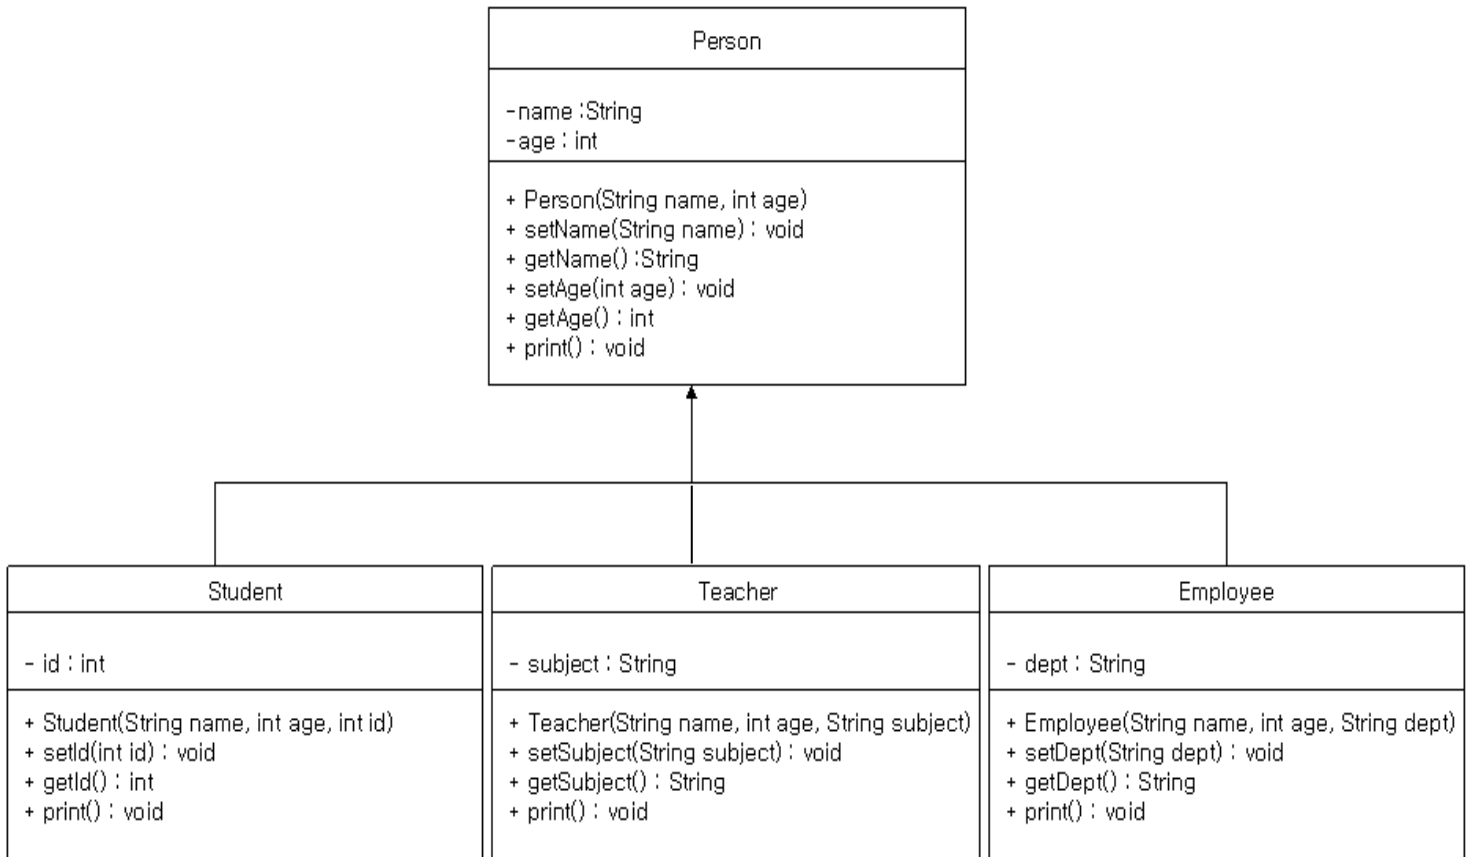 Person
-name :String
-age : int
+ Person(String name, int age)
+ setName(String name) : void
+ getName() :String
+ setAge(int age) : void
+ getAge() : int
+ print() : void
Student
- id : int
+ Student(String name, int age, int id)
+ setId(int id) : void
+ getId() : int
+ print() : void
Teacher
- subject : String
+ Teacher(String name, int age, String subject)
+ setSubject(String subject) : void
+ getSubject() : String
+ print() : void
Employee
- dept : String
+ Employee(String name, int age, String dept)
+ setDept(String dept) : void
+ getDept() : String
+ print() : void